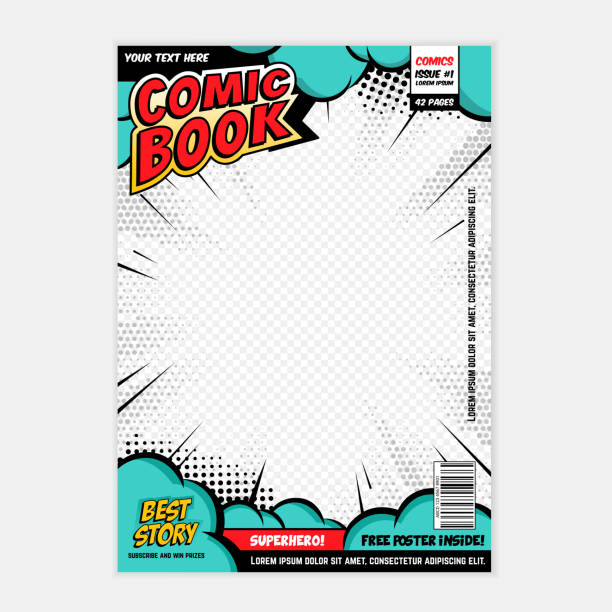 YOUR TEXT HERE
COMIC
BOOK
COMICS
ISSUE #1
LOREM IPSUM
42 PAGES
LOREM IPSUM DOLOR SIT AMET, CONSECTETUR ADIPISCING ELIT.
BEST
STORY
SUBSCRIBE AND WIN PRIZES
SUPERHERO!
FREE POSTER INSIDE!
LOREM IPSUM DOLOR SIT AMET, CONSECTETUR ADIPISCING ELIT.